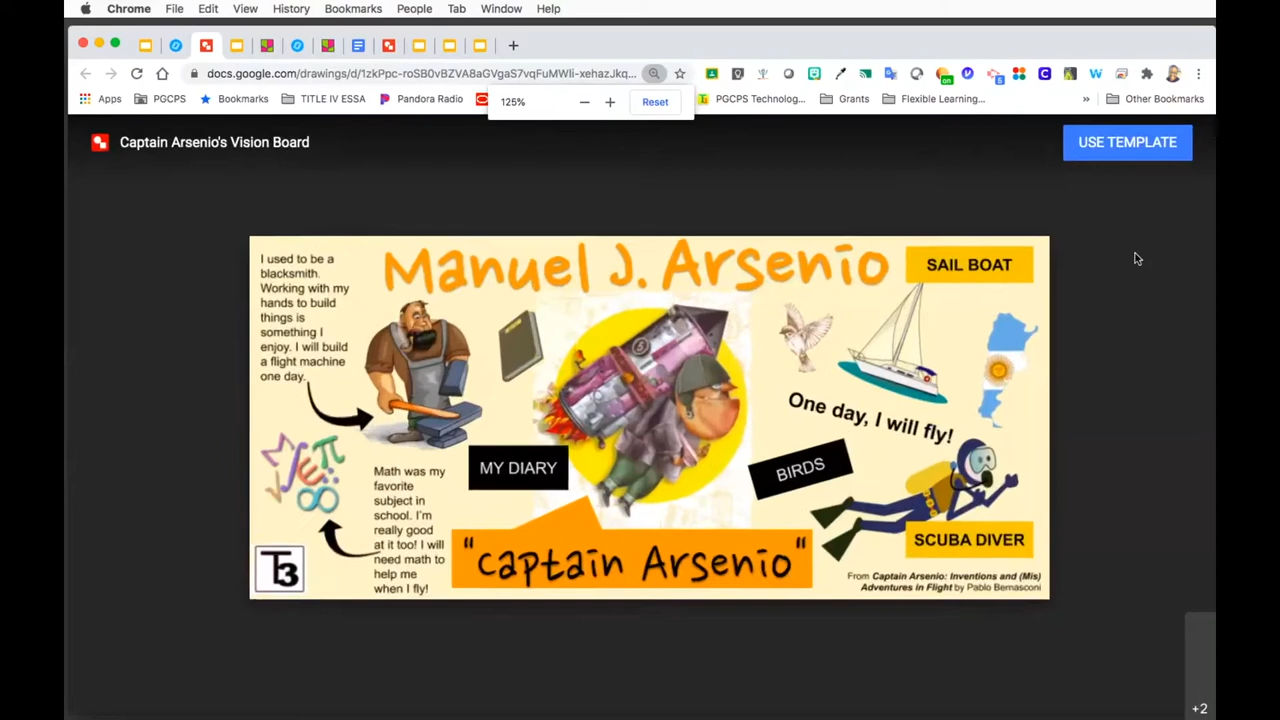 Chrome File Edit View History Bookmarks People Tab Window Help
docs.google.com/drawings/d/1zkPpc-roSB0vBZVA8aGVgaS7vqFuMWIi-xehazJkq...
Apps PGCPS Bookmarks TITLE IV ESSA Pandora Radio PGCPS Technolog... Grants Flexible Learning... » Other Bookmarks
125% − + Reset
Captain Arsenio's Vision Board
USE TEMPLATE
Manuel J. Arsenio
SAIL BOAT
I used to be a
blacksmith.
Working with my
hands to build
things is
something I
enjoy. I will build
a flight machine
one day.
One day, I will fly!
MY DIARY
BIRDS
Math was my
favorite
subject in
school. I'm
really good
at it too! I will
need math to
help me
when I fly!
"Captain Arsenio"
SCUBA DIVER
T3
From Captain Arsenio: Inventions and (Mis)
Adventures in Flight by Pablo Bernasconi
+2